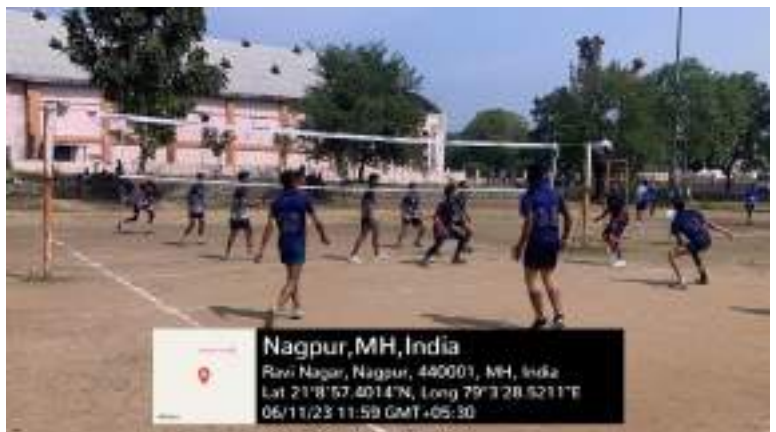 Nagpur,MH,India
Ravi Nagar, Nagpur, 440001, MH, India
Lat 21°8'57.4014"N, Long 79°3'28.5211"E
06/11/23 11:59 GMT+05:30